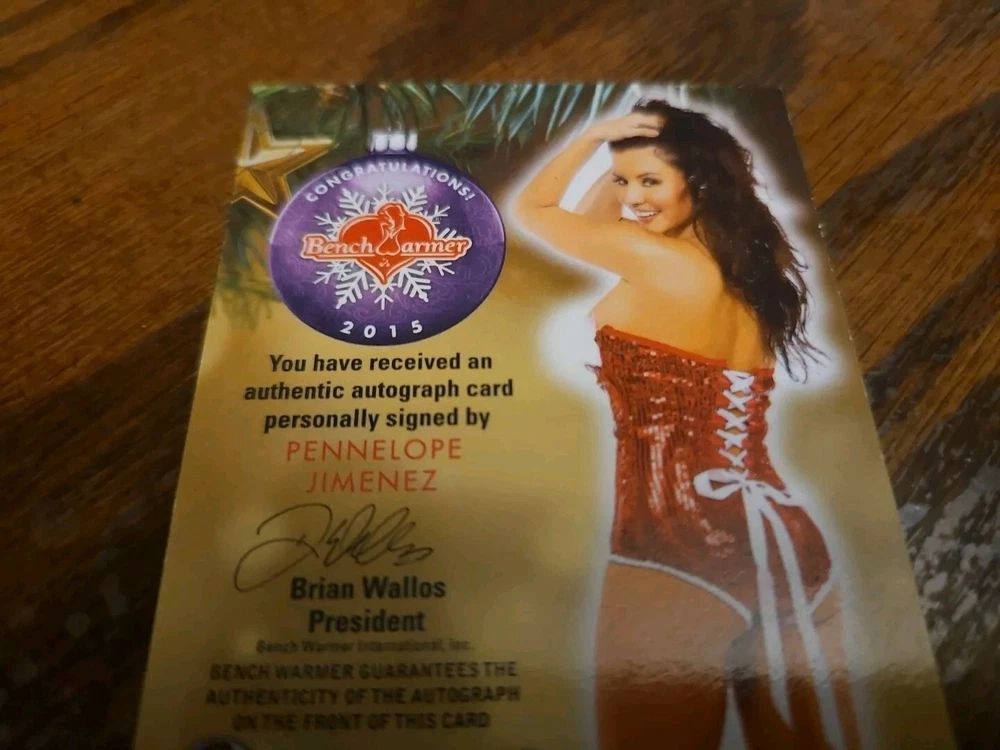 CONGRATULATIONS!
BenchWarmer
2015
You have received an
authentic autograph card
personally signed by
PENNELOPE
JIMENEZ
Brian Wallos
President
Bench Warmer International, Inc.
BENCH WARMER GUARANTEES THE
AUTHENTICITY OF THE AUTOGRAPH
ON THE FRONT OF THIS CARD